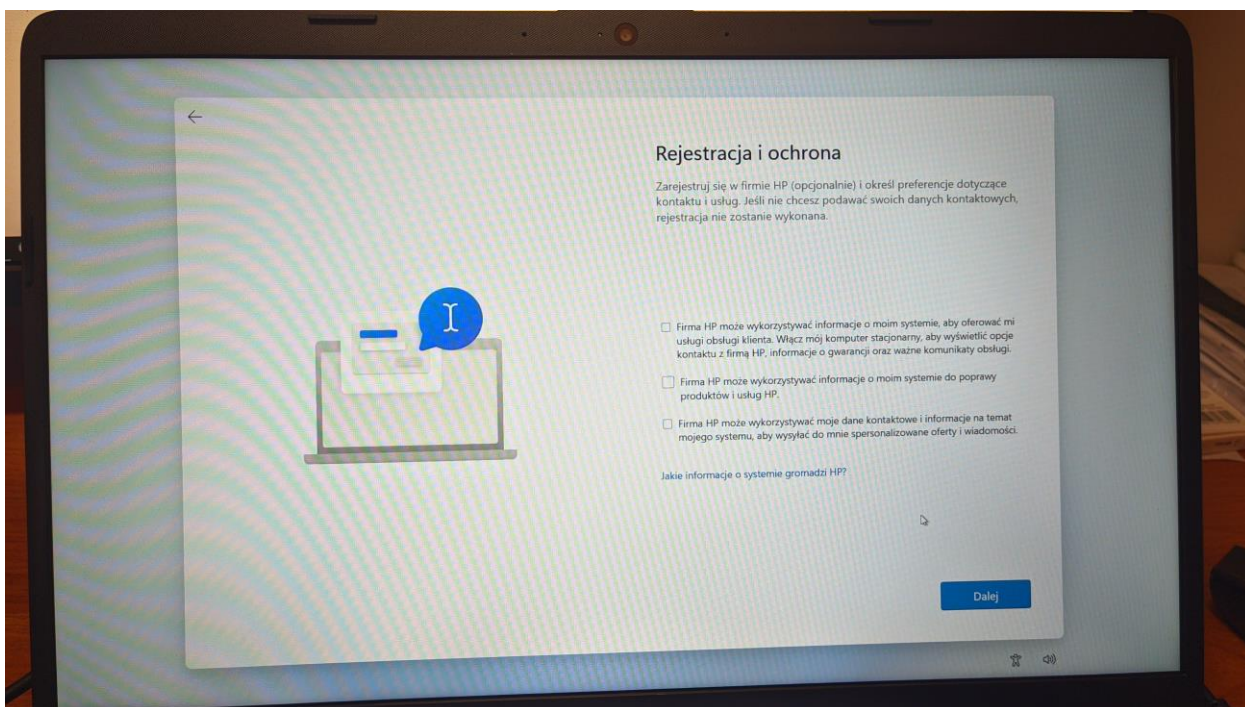 Rejestracja i ochrona
Zarejestruj się w firmie HP (opcjonalnie) i określ preferencje dotyczące
kontaktu i usług. Jeśli nie chcesz podawać swoich danych kontaktowych,
rejestracja nie zostanie wykonana.
Firma HP może wykorzystywać informacje o moim systemie, aby oferować mi
usługi obsługi klienta. Włącz mój komputer stacjonarny, aby wyświetlić opcje
kontaktu z firmą HP, informacje o gwarancji oraz ważne komunikaty obsługi.
Firma HP może wykorzystywać informacje o moim systemie do poprawy
produktów i usług HP.
Firma HP może wykorzystywać moje dane kontaktowe i informacje na temat
mojego systemu, aby wysyłać do mnie spersonalizowane oferty i wiadomości.
Jakie informacje o systemie gromadzi HP?
Dalej